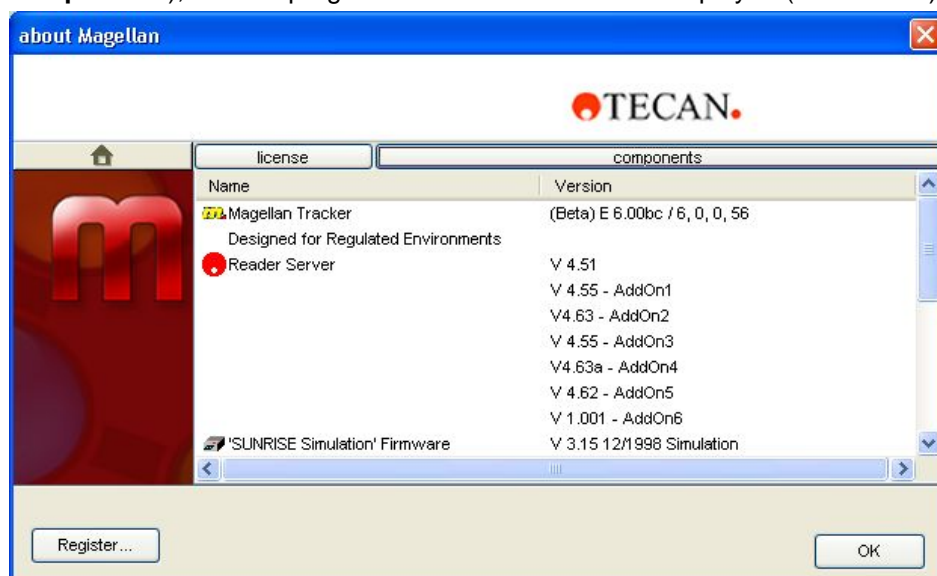 about Magellan
TECAN.
license components
Name Version
Magellan Tracker (Beta) E 6.00bc / 6, 0, 0, 56
Designed for Regulated Environments
Reader Server V 4.51
V 4.55 - AddOn1
V4.63 - AddOn2
V 4.55 - AddOn3
V4.63a - AddOn4
V 4.62 - AddOn5
V 1.001 - AddOn6
'SUNRISE Simulation' Firmware V 3.15 12/1998 Simulation
Register... OK